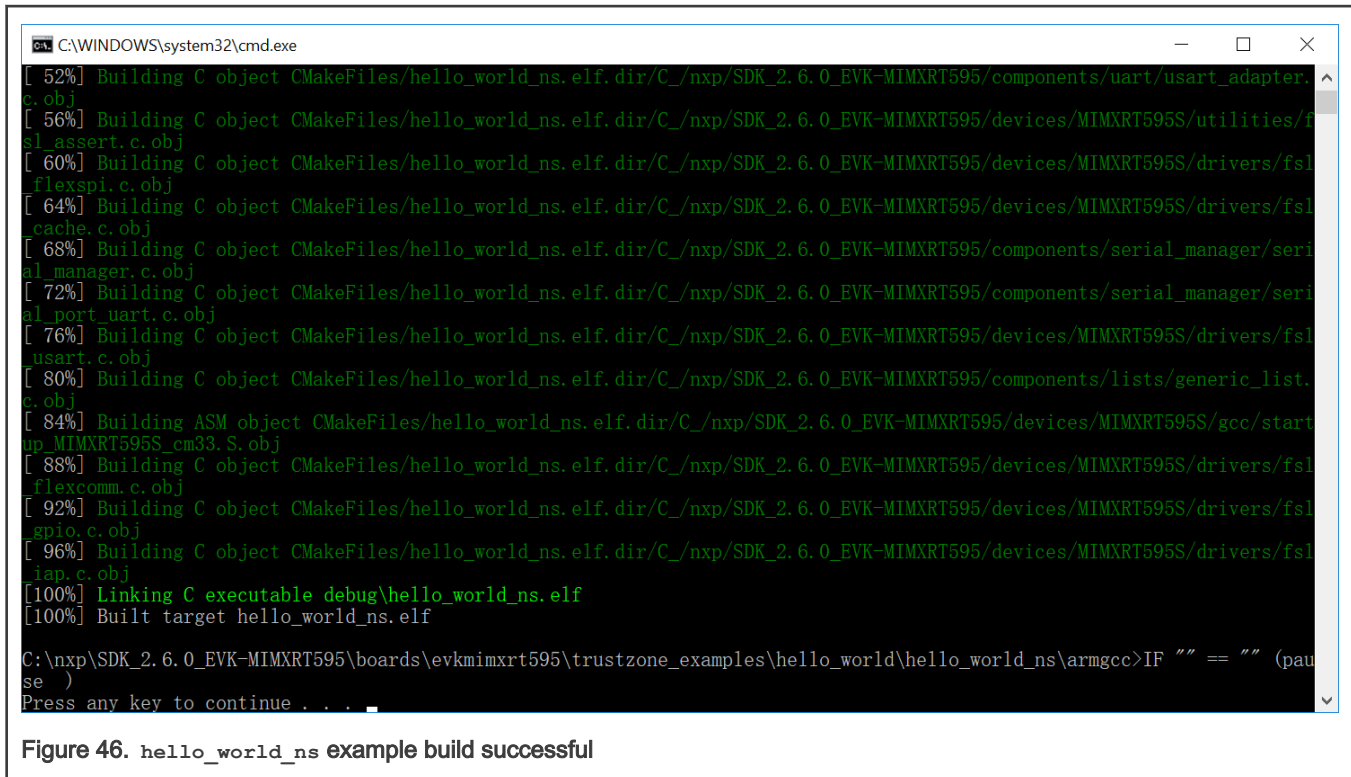 C:\WINDOWS\system32\cmd.exe
[ 52%] Building C object CMakeFiles/hello_world_ns.elf.dir/C_/nxp/SDK_2.6.0_EVK-MIMXRT595/components/uart/usart_adapter.
c.obj
[ 56%] Building C object CMakeFiles/hello_world_ns.elf.dir/C_/nxp/SDK_2.6.0_EVK-MIMXRT595/devices/MIMXRT595S/utilities/f
sl_assert.c.obj
[ 60%] Building C object CMakeFiles/hello_world_ns.elf.dir/C_/nxp/SDK_2.6.0_EVK-MIMXRT595/devices/MIMXRT595S/drivers/fsl
_flexspi.c.obj
[ 64%] Building C object CMakeFiles/hello_world_ns.elf.dir/C_/nxp/SDK_2.6.0_EVK-MIMXRT595/devices/MIMXRT595S/drivers/fsl
_cache.c.obj
[ 68%] Building C object CMakeFiles/hello_world_ns.elf.dir/C_/nxp/SDK_2.6.0_EVK-MIMXRT595/components/serial_manager/seri
al_manager.c.obj
[ 72%] Building C object CMakeFiles/hello_world_ns.elf.dir/C_/nxp/SDK_2.6.0_EVK-MIMXRT595/components/serial_manager/seri
al_port_uart.c.obj
[ 76%] Building C object CMakeFiles/hello_world_ns.elf.dir/C_/nxp/SDK_2.6.0_EVK-MIMXRT595/devices/MIMXRT595S/drivers/fsl
_usart.c.obj
[ 80%] Building C object CMakeFiles/hello_world_ns.elf.dir/C_/nxp/SDK_2.6.0_EVK-MIMXRT595/components/lists/generic_list.
c.obj
[ 84%] Building ASM object CMakeFiles/hello_world_ns.elf.dir/C_/nxp/SDK_2.6.0_EVK-MIMXRT595/devices/MIMXRT595S/gcc/start
up_MIMXRT595S_cm33.S.obj
[ 88%] Building C object CMakeFiles/hello_world_ns.elf.dir/C_/nxp/SDK_2.6.0_EVK-MIMXRT595/devices/MIMXRT595S/drivers/fsl
_flexcomm.c.obj
[ 92%] Building C object CMakeFiles/hello_world_ns.elf.dir/C_/nxp/SDK_2.6.0_EVK-MIMXRT595/devices/MIMXRT595S/drivers/fsl
_gpio.c.obj
[ 96%] Building C object CMakeFiles/hello_world_ns.elf.dir/C_/nxp/SDK_2.6.0_EVK-MIMXRT595/devices/MIMXRT595S/drivers/fsl
_iap.c.obj
[100%] Linking C executable debug\hello_world_ns.elf
[100%] Built target hello_world_ns.elf
C:\nxp\SDK_2.6.0_EVK-MIMXRT595\boards\evkmimxrt595\trustzone_examples\hello_world\hello_world_ns\armgcc>IF "" == "" (pau
se  )
Press any key to continue . . .
Figure 46. hello_world_ns example build successful